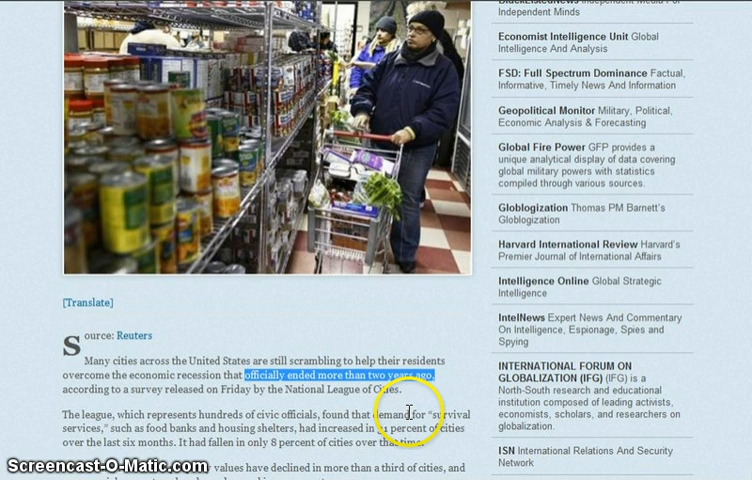 [Translate]
Source: Reuters
Many cities across the United States are still scrambling to help their residents
overcome the economic recession that officially ended more than two years ago,
according to a survey released on Friday by the National League of Cities.
The league, which represents hundreds of civic officials, found that demand for “survival
services,” such as food banks and housing shelters, had increased in 31 percent of cities
over the last six months. It had fallen in only 8 percent of cities over that time.
values have declined in more than a third of cities, and
BlackListedNews Independent Media For
Independent Minds
Economist Intelligence Unit Global
Intelligence And Analysis
FSD: Full Spectrum Dominance Factual,
Informative, Timely News And Information
Geopolitical Monitor Military, Political,
Economic Analysis & Forecasting
Global Fire Power GFP provides a
unique analytical display of data covering
global military powers with statistics
compiled through various sources.
Globlogization Thomas PM Barnett's
Globlogization
Harvard International Review Harvard's
Premier Journal of International Affairs
Intelligence Online Global Strategic
Intelligence
IntelNews Expert News And Commentary
On Intelligence, Espionage, Spies and
Spying
INTERNATIONAL FORUM ON
GLOBALIZATION (IFG) (IFG) is a
North-South research and educational
institution composed of leading activists,
economists, scholars, and researchers on
globalization.
ISN International Relations And Security
Network
Screencast-O-Matic.com